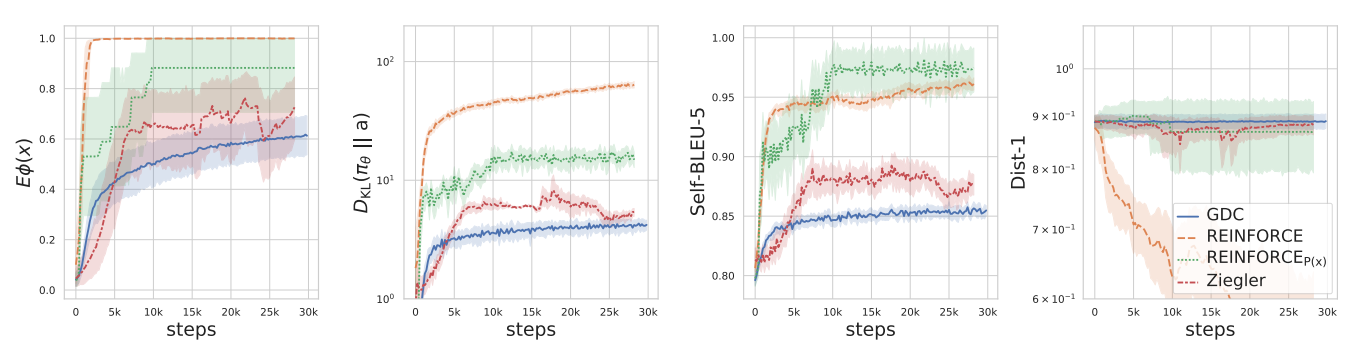 Eϕ(x)
1.0
0.8
0.6
0.4
0.2
0.0
0 5k 10k 15k 20k 25k 30k
steps
D_KL(π_θ || a)
10²
10¹
10⁰
0 5k 10k 15k 20k 25k 30k
steps
Self-BLEU-5
1.00
0.95
0.90
0.85
0.80
0 5k 10k 15k 20k 25k 30k
steps
Dist-1
10⁰
9 × 10⁻¹
8 × 10⁻¹
7 × 10⁻¹
6 × 10⁻¹
GDC
REINFORCE
REINFORCE_P(x)
Ziegler
0 5k 10k 15k 20k 25k 30k
steps